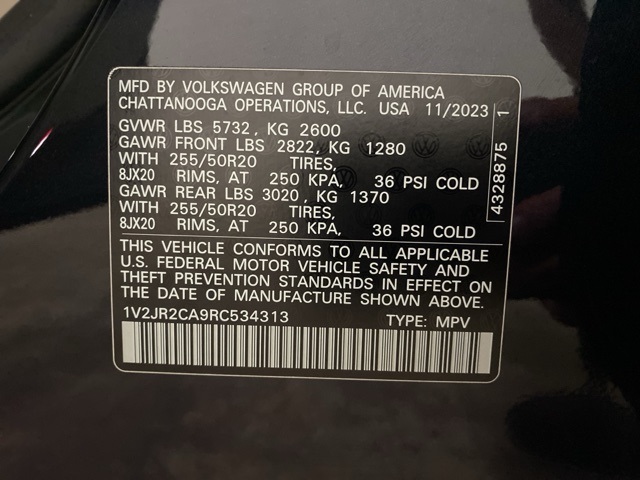 MFD BY VOLKSWAGEN GROUP OF AMERICA
CHATTANOOGA OPERATIONS, LLC. USA 11/2023
GVWR LBS 5732, KG 2600
GAWR FRONT LBS 2822, KG 1280
WITH 255/50R20 TIRES,
8JX20 RIMS, AT 250 KPA, 36 PSI COLD
GAWR REAR LBS 3020, KG 1370
WITH 255/50R20 TIRES,
8JX20 RIMS, AT 250 KPA, 36 PSI COLD
THIS VEHICLE CONFORMS TO ALL APPLICABLE
U.S. FEDERAL MOTOR VEHICLE SAFETY AND
THEFT PREVENTION STANDARDS IN EFFECT ON
THE DATE OF MANUFACTURE SHOWN ABOVE.
1V2JR2CA9RC534313 TYPE: MPV
4328875 1